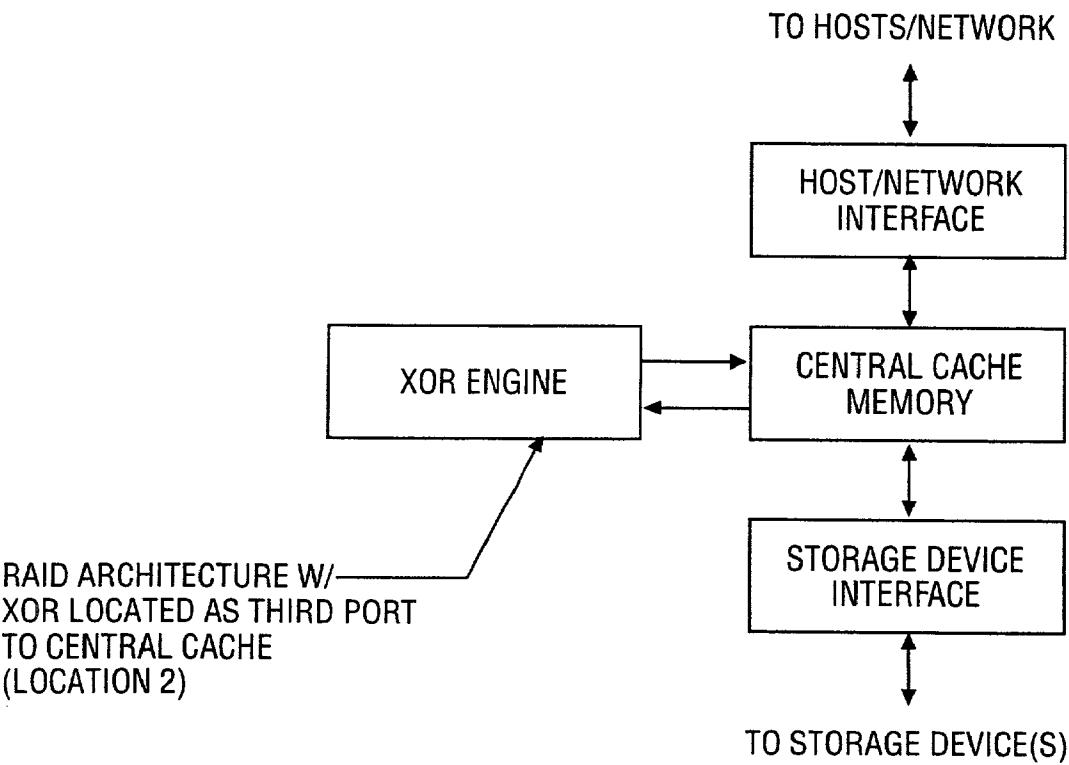 TO HOSTS/NETWORK
HOST/NETWORK
INTERFACE
XOR ENGINE
CENTRAL CACHE
MEMORY
RAID ARCHITECTURE W/
XOR LOCATED AS THIRD PORT
TO CENTRAL CACHE
(LOCATION 2)
STORAGE DEVICE
INTERFACE
TO STORAGE DEVICE(S)